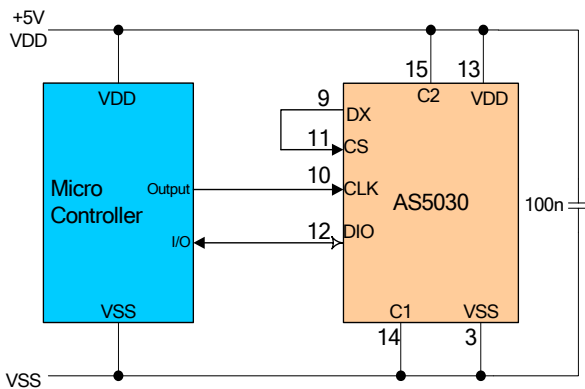 +5V
VDD
15
13
VDD
C2
VDD
9
DX
11
CS
Micro
Controller
Output
10
CLK
AS5030
100n
I/O
12
DIO
VSS
C1
VSS
14
3
VSS